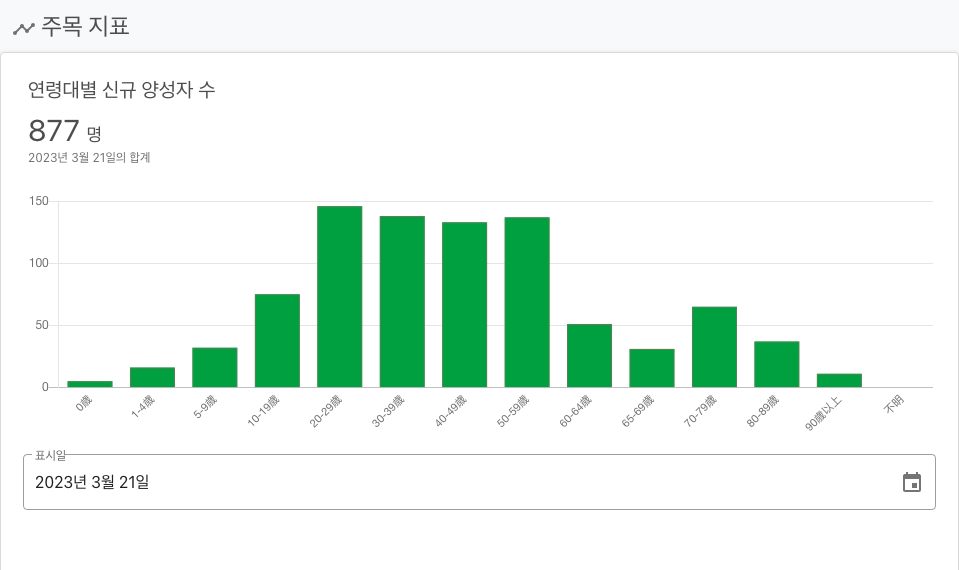 주목 지표
연령대별 신규 양성자 수
877 명
2023년 3월 21일의 합계
150
100
50
0
0歳 1-4歳 5-9歳 10-19歳 20-29歳 30-39歳 40-49歳 50-59歳 60-64歳 65-69歳 70-79歳 80-89歳 90歳以上 不明
표시일
2023년 3월 21일